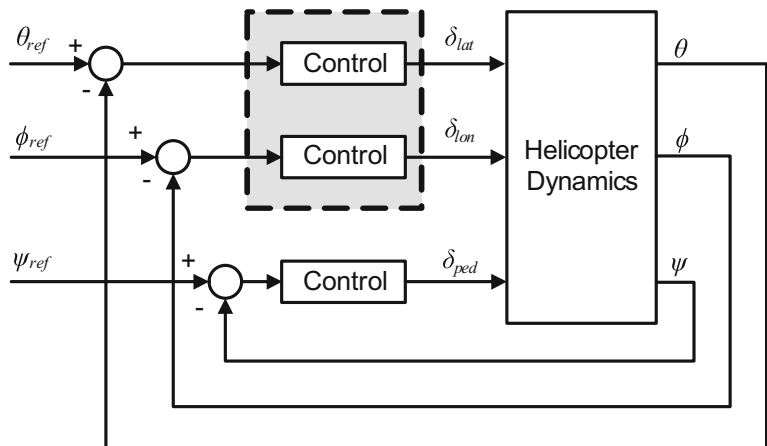 θref + - Control δlat θ
ϕref + - Control δlon ϕ
Helicopter
Dynamics
ψref + - Control δped ψ